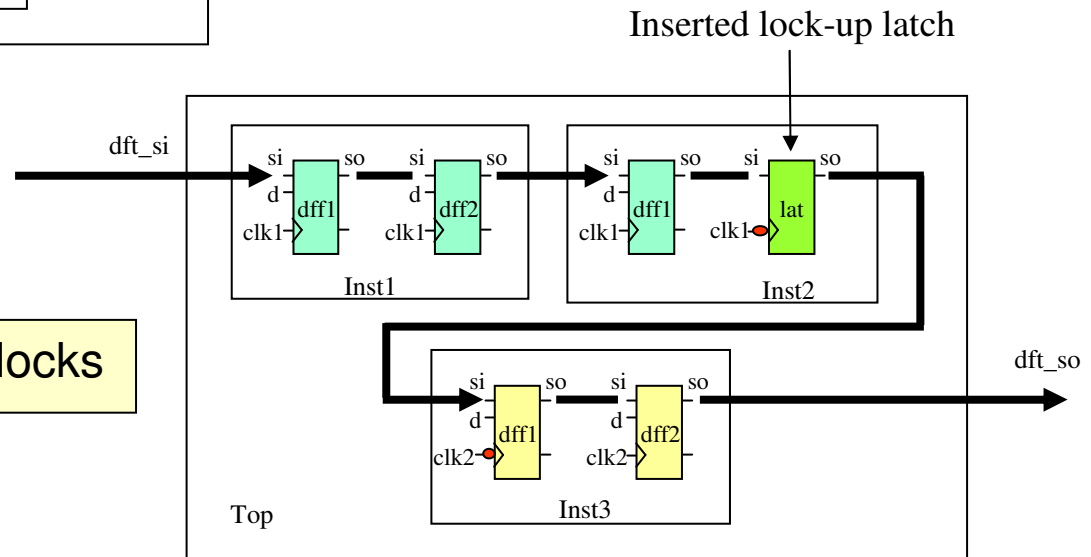 Inserted lock-up latch
dft_si
si so si so si so si so
d d d
dff1 dff2 dff1 lat
clk1 clk1 clk1 clk1
Inst1 Inst2
locks
dft_so
si so si so
d d
dff1 dff2
clk2 clk2
Inst3
Top